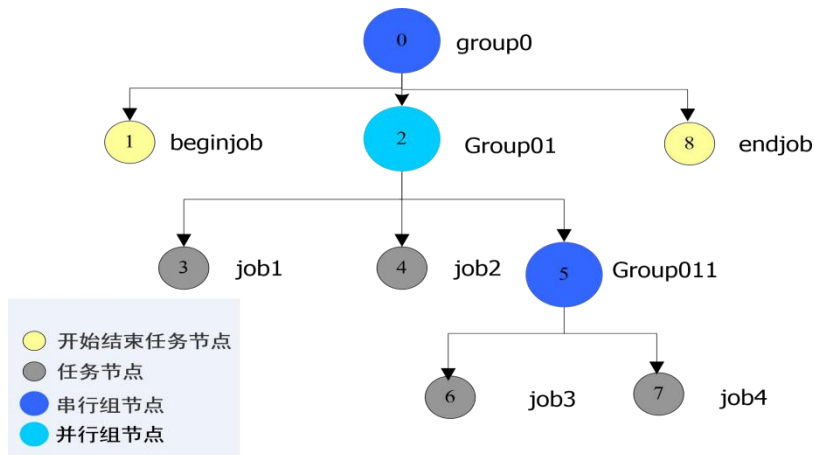 0 group0
1 beginjob
2 Group01
8 endjob
3 job1
4 job2
5 Group011
开始结束任务节点
任务节点
串行组节点
并行组节点
6 job3
7 job4